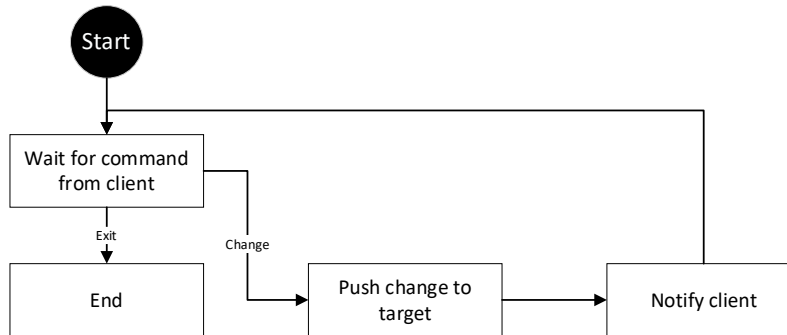 Start
Wait for command
from client
Exit
Change
End
Push change to
target
Notify client